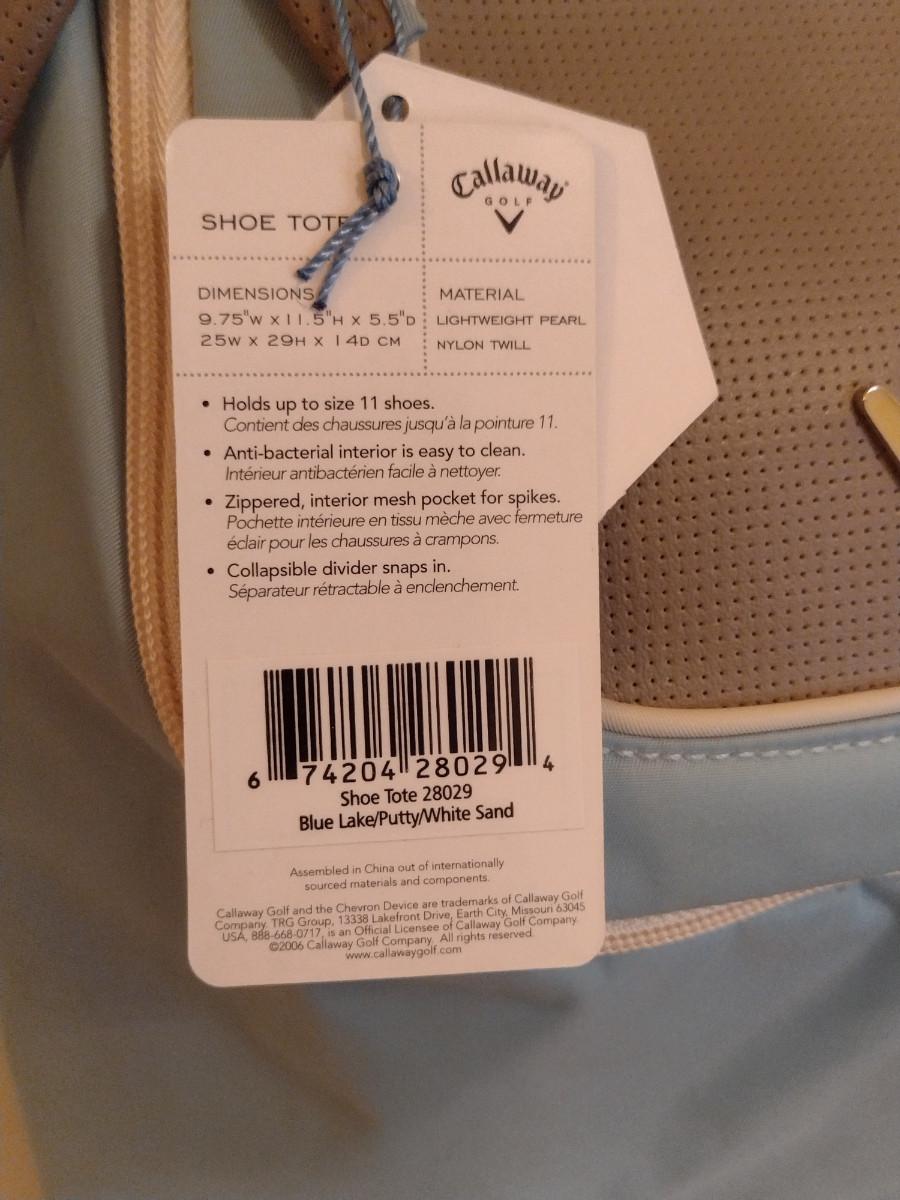 Callaway
GOLF
SHOE TOTE
DIMENSIONS
9.75"W X 11.5"H X 5.5"D
25W X 29H X 14D CM
MATERIAL
LIGHTWEIGHT PEARL
NYLON TWILL
• Holds up to size 11 shoes.
Contient des chaussures jusqu'à la pointure 11.
• Anti-bacterial interior is easy to clean.
Intérieur antibactérien facile à nettoyer.
• Zippered, interior mesh pocket for spikes.
Pochette intérieure en tissu mèche avec fermeture
éclair pour les chaussures à crampons.
• Collapsible divider snaps in.
Séparateur rétractable à enclenchement.
6 74204 28029 4
Shoe Tote 28029
Blue Lake/Putty/White Sand
Assembled in China out of internationally
sourced materials and components.
Callaway Golf and the Chevron Device are trademarks of Callaway Golf
Company. TRG Group, 13338 Lakefront Drive, Earth City, Missouri 63045
USA, 888-668-0717, is an Official Licensee of Callaway Golf Company.
©2006 Callaway Golf Company. All rights reserved.
www.callawaygolf.com